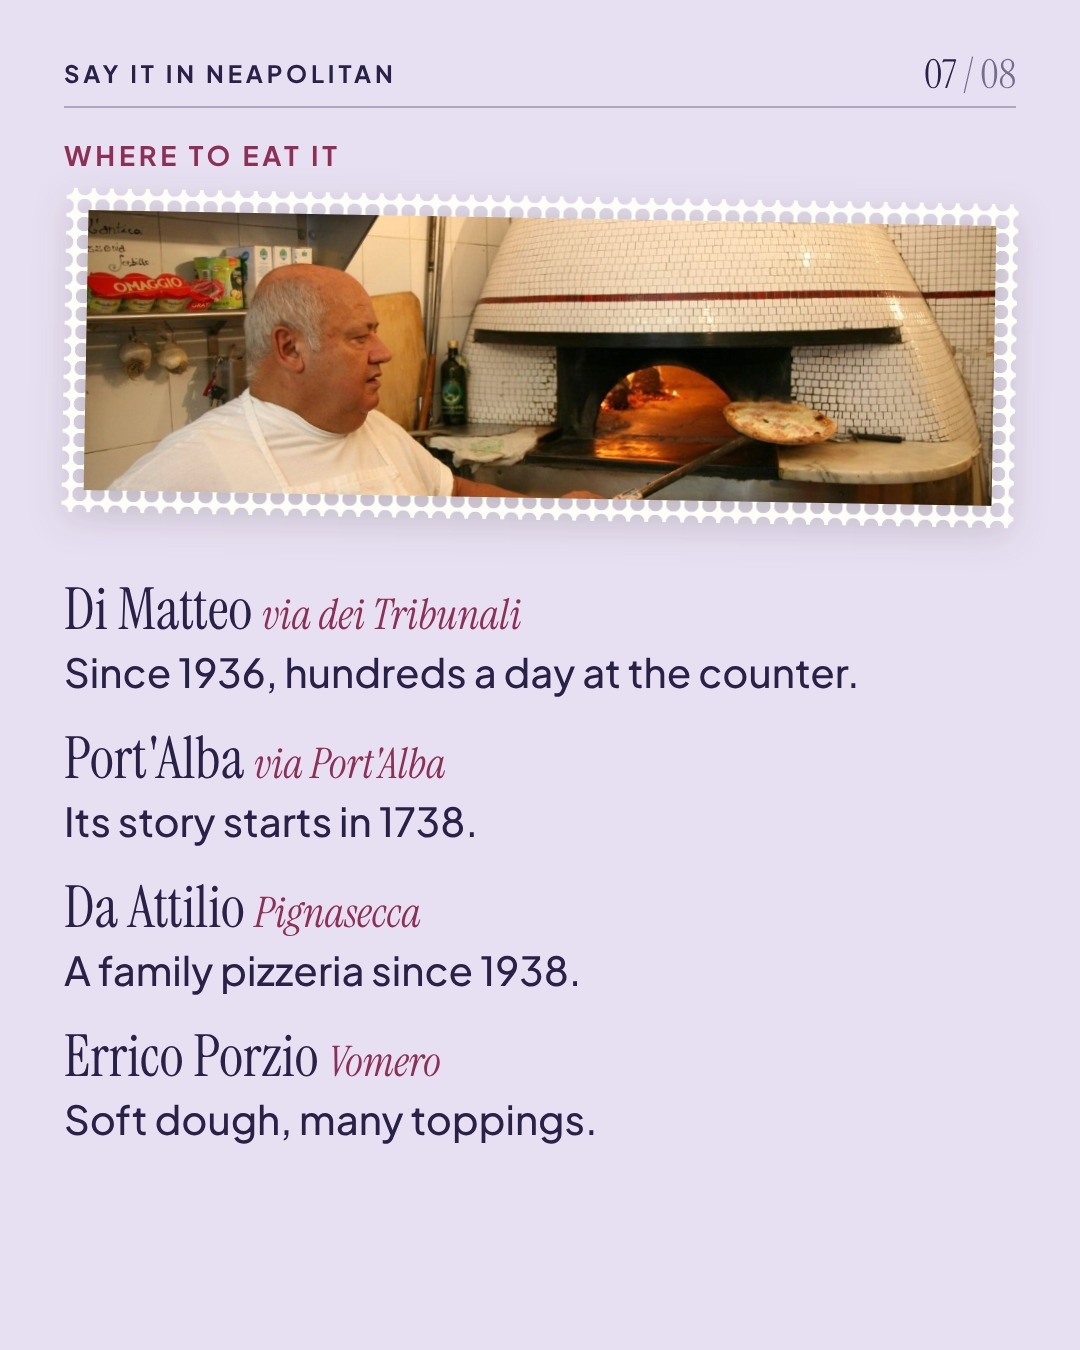 SAY IT IN NEAPOLITAN
07 / 08
WHERE TO EAT IT
OMAGGIO
Di Matteo via dei Tribunali
Since 1936, hundreds a day at the counter.
Port'Alba via Port'Alba
Its story starts in 1738.
Da Attilio Pignasecca
A family pizzeria since 1938.
Errico Porzio Vomero
Soft dough, many toppings.